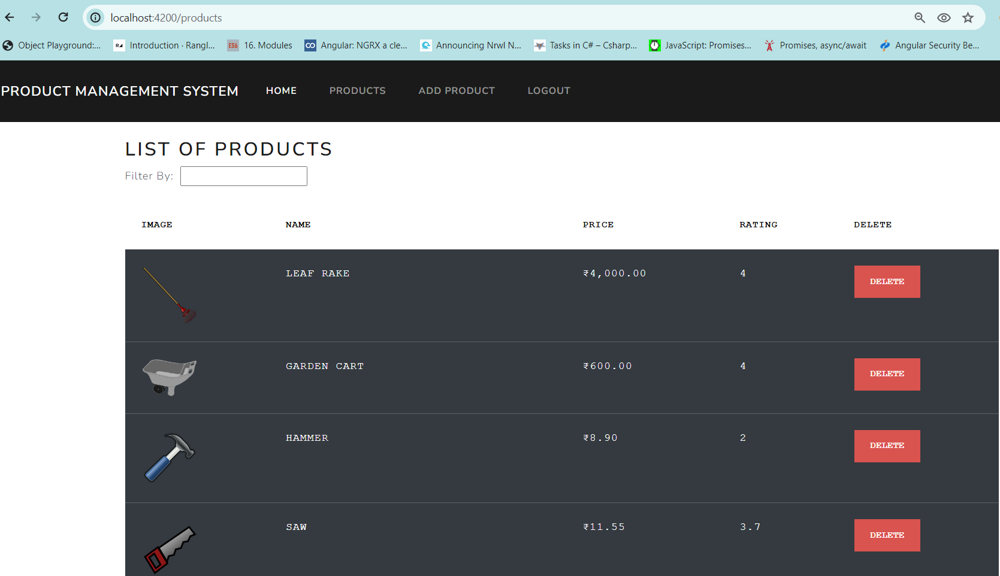 localhost:4200/products
Object Playground:... Introduction · Rangl... ES6 16. Modules Angular: NGRX a cle... Announcing Nrwl N... Tasks in C# – Csharp... JavaScript: Promises... Promises, async/await Angular Security Be...
PRODUCT MANAGEMENT SYSTEM HOME PRODUCTS ADD PRODUCT LOGOUT
LIST OF PRODUCTS
Filter By:
IMAGE NAME PRICE RATING DELETE
LEAF RAKE ₹4,000.00 4 DELETE
GARDEN CART ₹600.00 4 DELETE
HAMMER ₹8.90 2 DELETE
SAW ₹11.55 3.7 DELETE